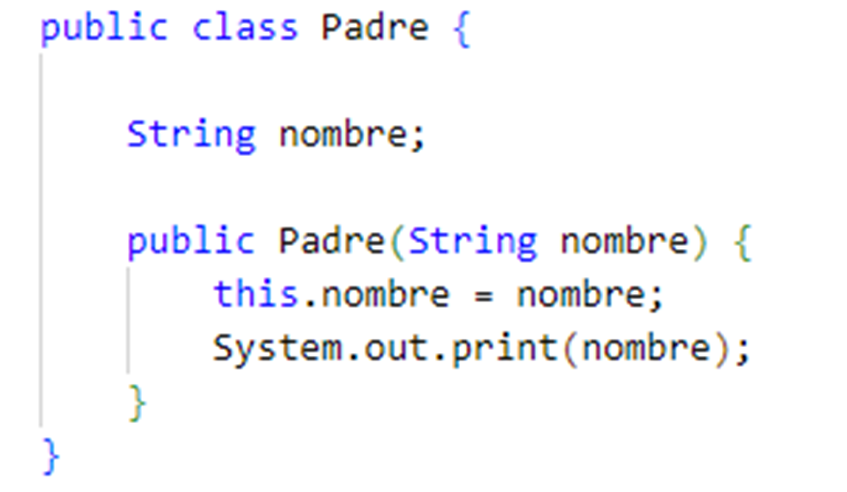 public class Padre {
String nombre;
public Padre(String nombre) {
this.nombre = nombre;
System.out.print(nombre);
}
}